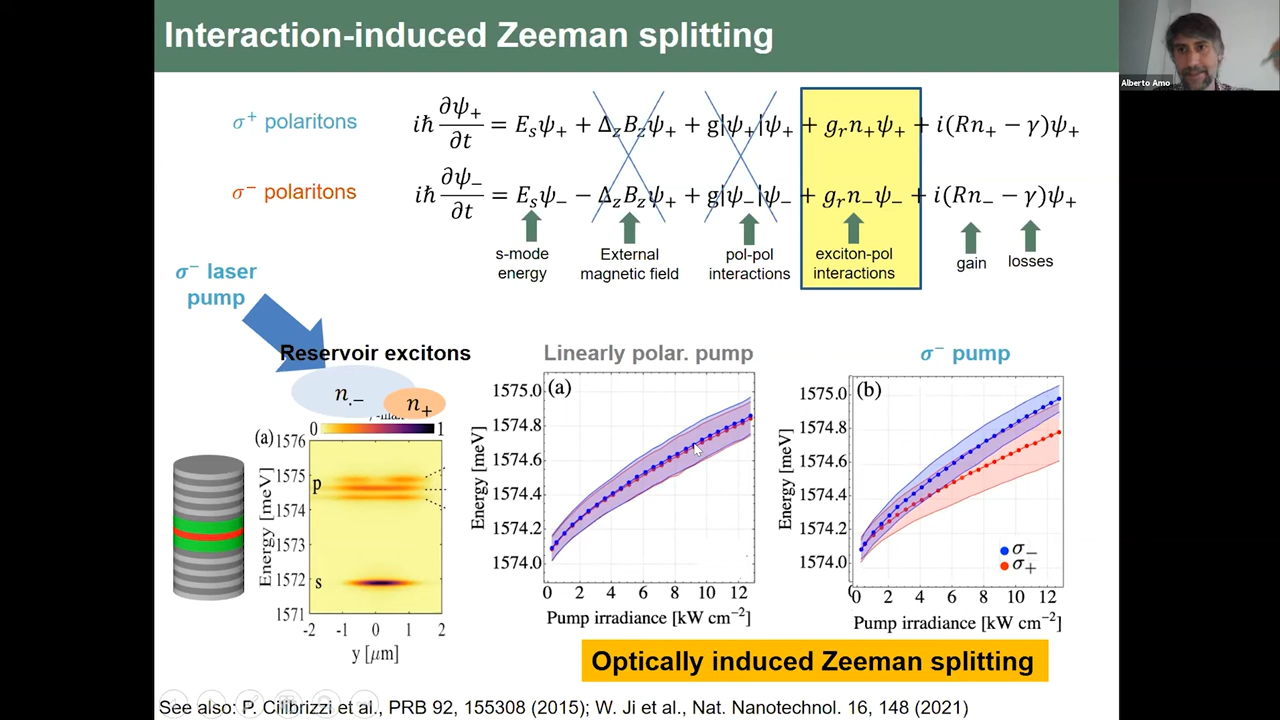 Interaction-induced Zeeman splitting
Alberto Amo
σ⁺ polaritons
iħ ∂ψ₊/∂t = Eₛψ₊ + Δ_zB_zψ₊ + g|ψ₊|ψ₊ + gᵣn₊ψ₊ + i(Rn₊ − γ)ψ₊
σ⁻ polaritons
iħ ∂ψ₋/∂t = Eₛψ₋ − Δ_zB_zψ₊ + g|ψ₋|ψ₋ + gᵣn₋ψ₋ + i(Rn₋ − γ)ψ₊
s-mode
energy
External
magnetic field
pol-pol
interactions
exciton-pol
interactions
gain
losses
σ⁻ laser
pump
Reservoir excitons
n.₋
n₊
(a)
0
1
Energy [meV]
1576
1575
1574
1573
1572
1571
p
s
-2 -1 0 1 2
y [μm]
Linearly polar. pump
(a)
Energy [meV]
1575.0
1574.8
1574.6
1574.4
1574.2
1574.0
0 2 4 6 8 10 12
Pump irradiance [kW cm⁻²]
σ⁻ pump
(b)
Energy [meV]
1575.0
1574.8
1574.6
1574.4
1574.2
1574.0
σ₋
σ₊
0 2 4 6 8 10 12
Pump irradiance [kW cm⁻²]
Optically induced Zeeman splitting
See also: P. Cilibrizzi et al., PRB 92, 155308 (2015); W. Ji et al., Nat. Nanotechnol. 16, 148 (2021)